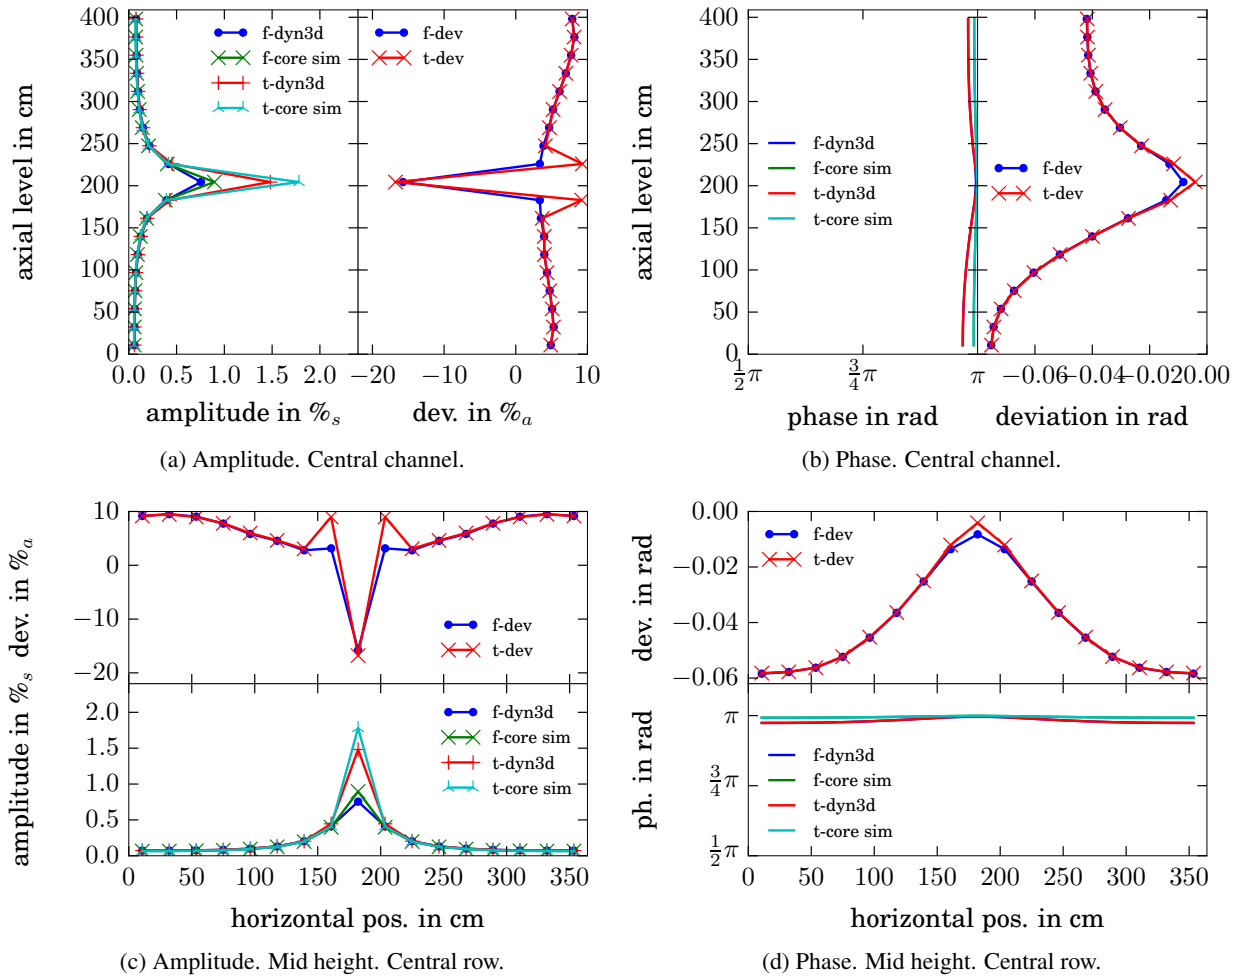 400
350
300
250
200
150
100
50
0
axial level in cm
f-dyn3d
f-core sim
t-dyn3d
t-core sim
f-dev
t-dev
0.0 0.5 1.0 1.5 2.0
−20 −10 0 10
amplitude in %s
dev. in %a
(a) Amplitude. Central channel.
400
350
300
250
200
150
100
50
0
axial level in cm
f-dyn3d
f-core sim
t-dyn3d
t-core sim
f-dev
t-dev
1/2π 3/4π π
−0.06 −0.04 −0.02 0.00
phase in rad
deviation in rad
(b) Phase. Central channel.
10
0
−10
−20
dev. in %a
f-dev
t-dev
2.0
1.5
1.0
0.5
0.0
amplitude in %s
f-dyn3d
f-core sim
t-dyn3d
t-core sim
0 50 100 150 200 250 300 350
horizontal pos. in cm
(c) Amplitude. Mid height. Central row.
0.00
−0.02
−0.04
−0.06
dev. in rad
f-dev
t-dev
π
3/4π
1/2π
ph. in rad
f-dyn3d
f-core sim
t-dyn3d
t-core sim
0 50 100 150 200 250 300 350
horizontal pos. in cm
(d) Phase. Mid height. Central row.